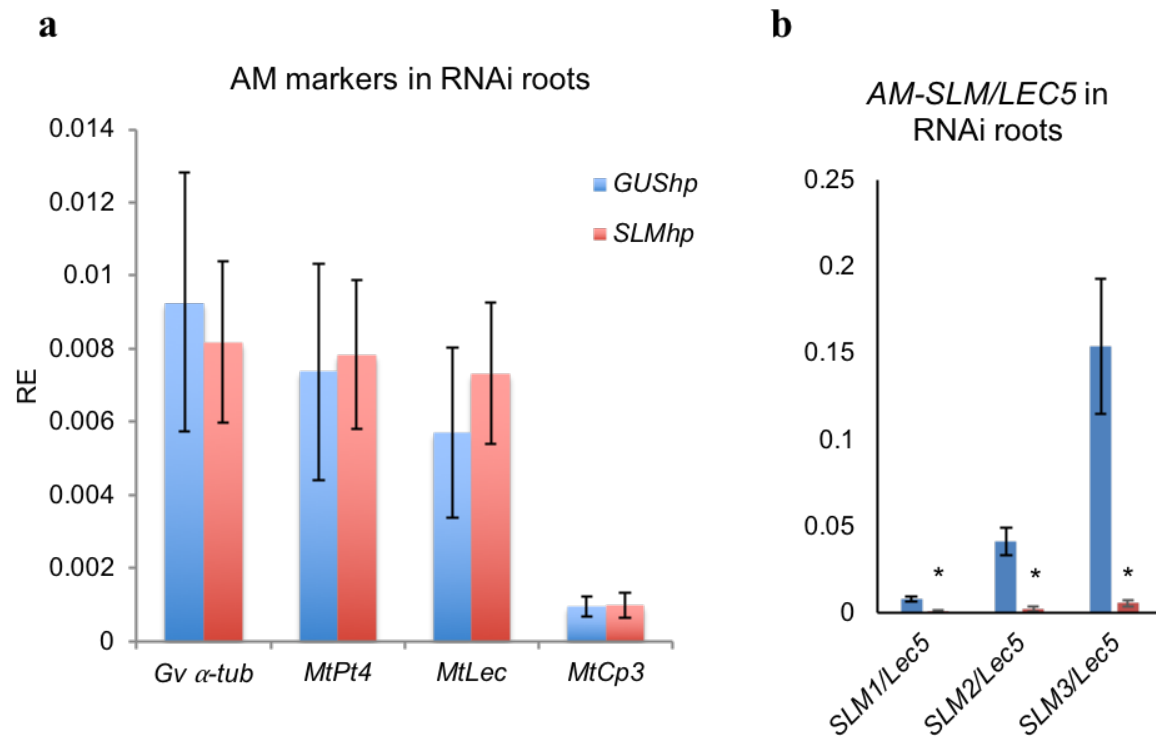 a
AM markers in RNAi roots
0.014
0.012
0.01
0.008
0.006
0.004
0.002
0
RE
GUShp
SLMhp
Gv α-tub
MtPt4
MtLec
MtCp3
b
AM-SLM/LEC5 in
RNAi roots
0.25
0.2
0.15
0.1
0.05
0
*
*
*
SLM1/Lec5
SLM2/Lec5
SLM3/Lec5